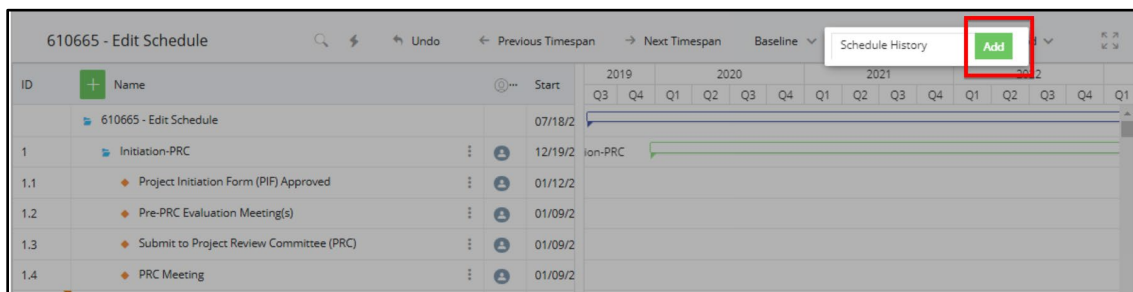 610665 - Edit Schedule Undo ← Previous Timespan → Next Timespan Baseline Schedule History Add
ID + Name Start 2019 2020 2021
Q3 Q4 Q1 Q2 Q3 Q4 Q1 Q2 Q3 Q4 Q1 Q2 Q3 Q4 Q1
610665 - Edit Schedule 07/18/2
1 Initiation-PRC 12/19/2 ion-PRC
1.1 Project Initiation Form (PIF) Approved 01/12/2
1.2 Pre-PRC Evaluation Meeting(s) 01/09/2
1.3 Submit to Project Review Committee (PRC) 01/09/2
1.4 PRC Meeting 01/09/2